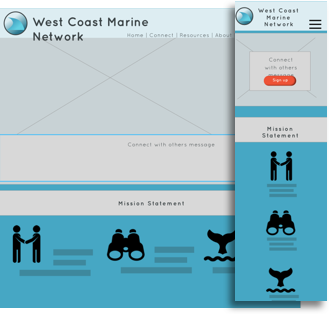 West Coast Marine
Network
Home | Connect | Resources | About
Connect with others message
Mission Statement
West Coast
Marine
Network
Connect
with others
message
Sign up
Mission
Statement